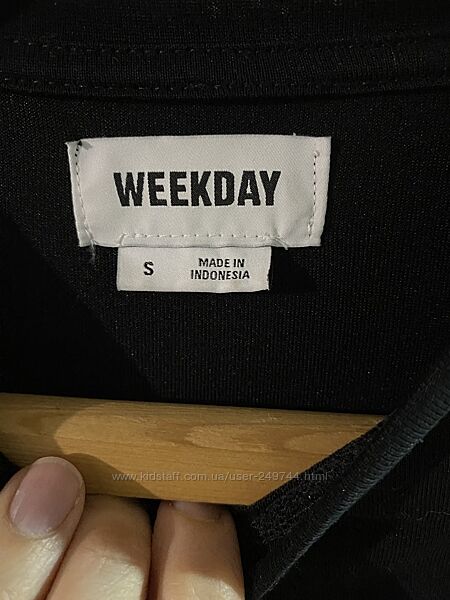 WEEKDAY
S
MADE IN
INDONESIA
www.kidstaff.com.ua/user-249744.html